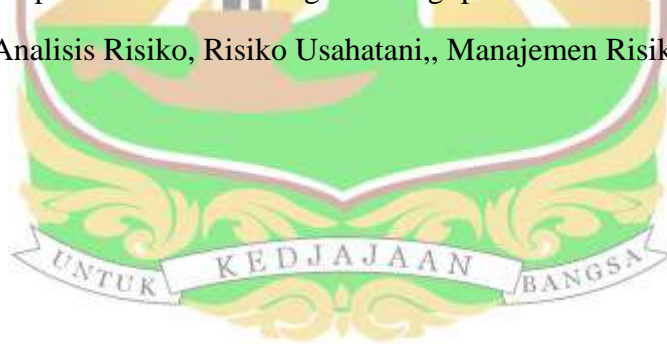 Analisis Risiko, Risiko Usahatani,, Manajemen Risik
UNTUK KEDJAJAAN BANGSA